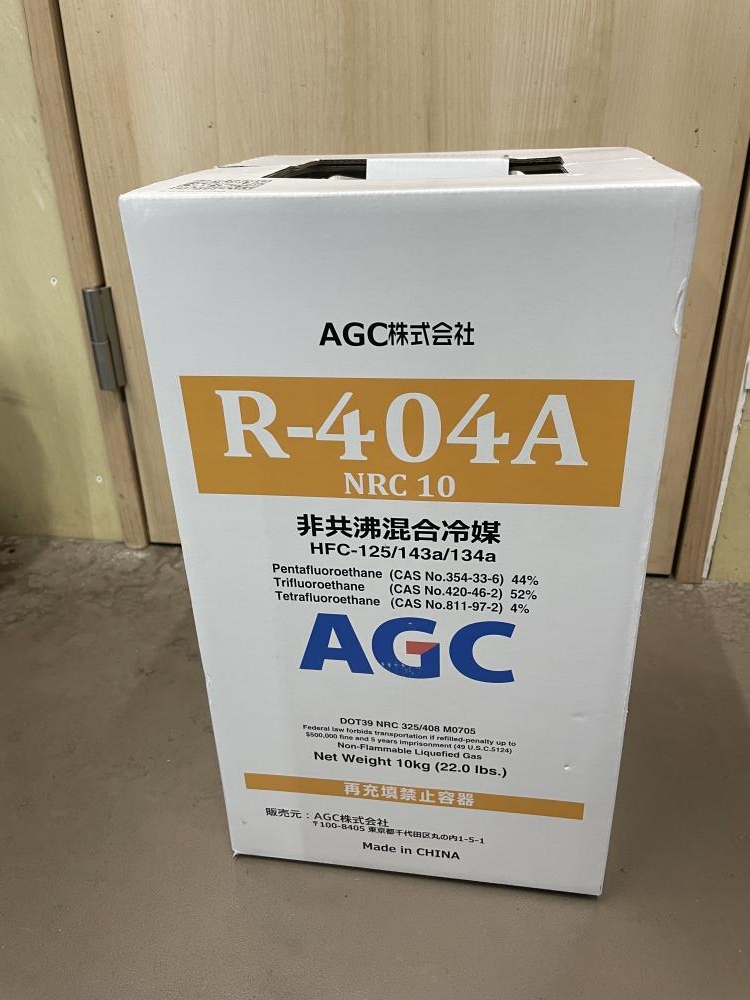 AGC株式会社
R-404A
NRC 10
非共沸混合冷媒
HFC-125/143a/134a
Pentafluoroethane (CAS No.354-33-6) 44%
Trifluoroethane (CAS No.420-46-2) 52%
Tetrafluoroethane (CAS No.811-97-2) 4%
AGC
DOT39 NRC 325/408 M0705
Federal law forbids transportation if refilled-penalty up to
$500,000 fine and 5 years imprisonment (49 U.S.C.5124)
Non-Flammable Liquefied Gas
Net Weight 10kg (22.0 lbs.)
再充填禁止容器
販売元：AGC株式会社
〒100-8405 東京都千代田区丸の内1-5-1
Made in CHINA